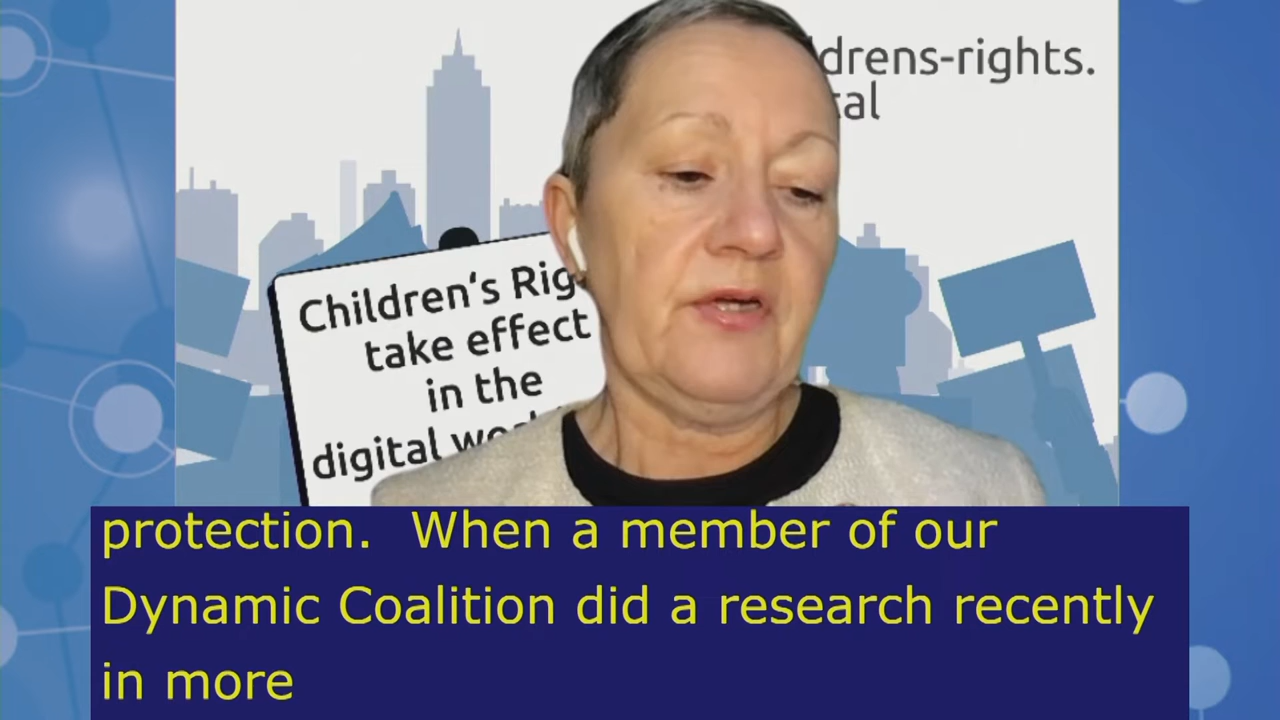 drens-rights.
tal
Children's Rig
take effect
in the
digital
protection.  When a member of our
Dynamic Coalition did a research recently
in more